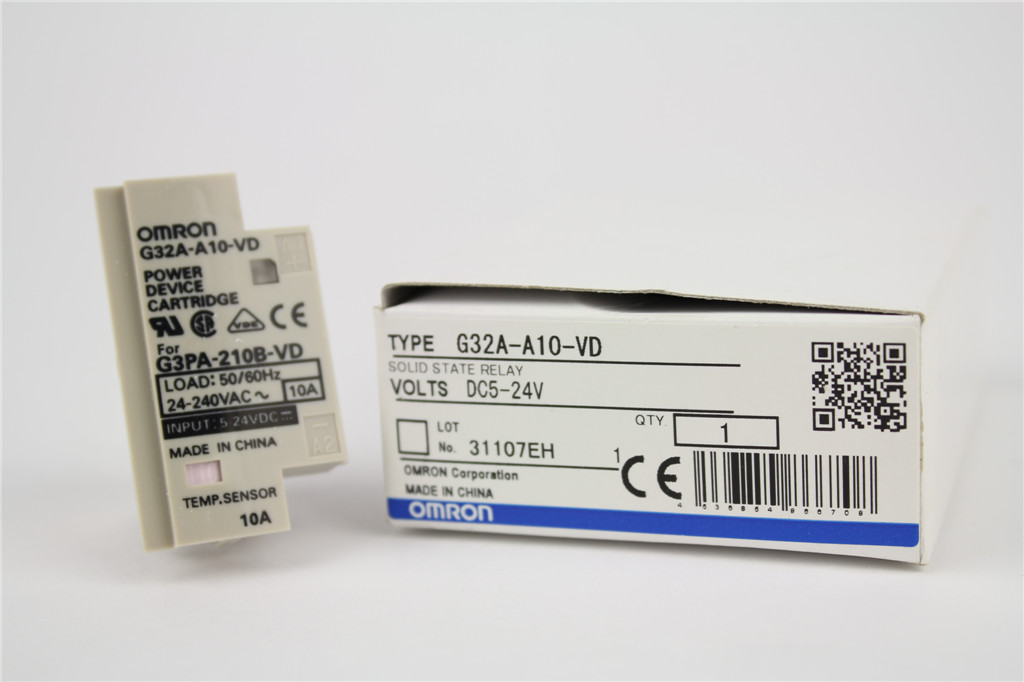 OMRON
G32A-A10-VD
POWER
DEVICE
CARTRIDGE
VDE
CE
For
G3PA-210B-VD
LOAD: 50/60Hz
24-240VAC ~ 10A
INPUT: 5-24VDC
A2
MADE IN CHINA
TEMP.SENSOR
10A
TYPE G32A-A10-VD
SOLID STATE RELAY
VOLTS DC5-24V
QTY. 1
LOT
No. 31107EH 1
CE
OMRON Corporation
MADE IN CHINA
OMRON